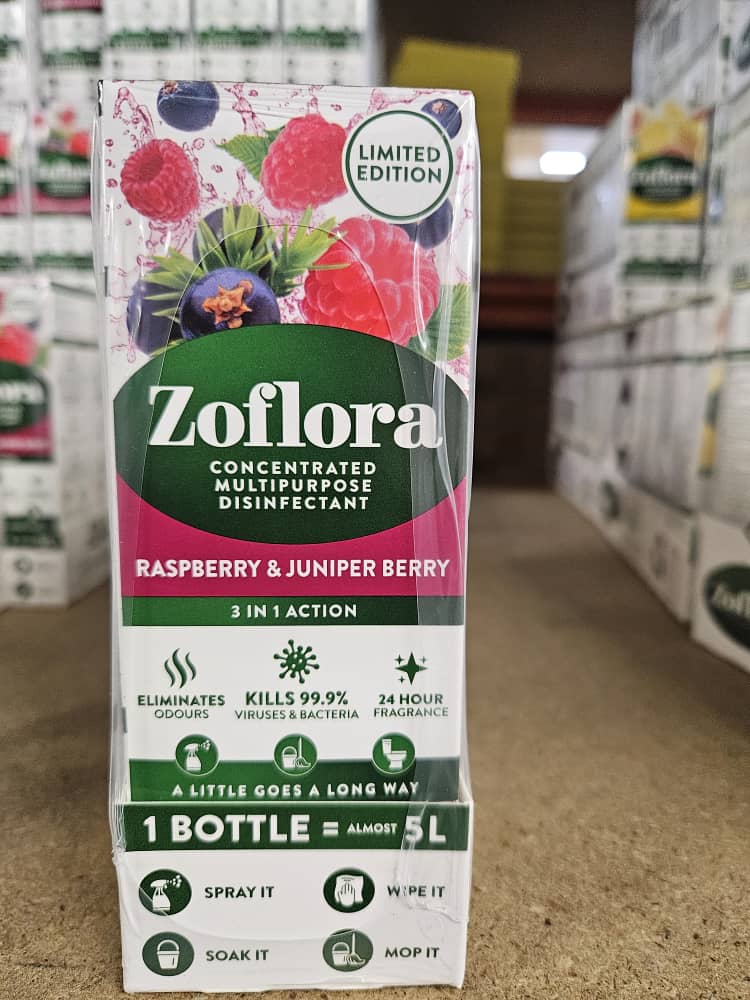 LIMITED
EDITION
Zoflora
CONCENTRATED
MULTIPURPOSE
DISINFECTANT
RASPBERRY & JUNIPER BERRY
3 IN 1 ACTION
ELIMINATES
ODOURS
KILLS 99.9%
VIRUSES & BACTERIA
24 HOUR
FRAGRANCE
A LITTLE GOES A LONG WAY
1 BOTTLE = ALMOST 5L
SPRAY IT
WIPE IT
SOAK IT
MOP IT
Zoflora